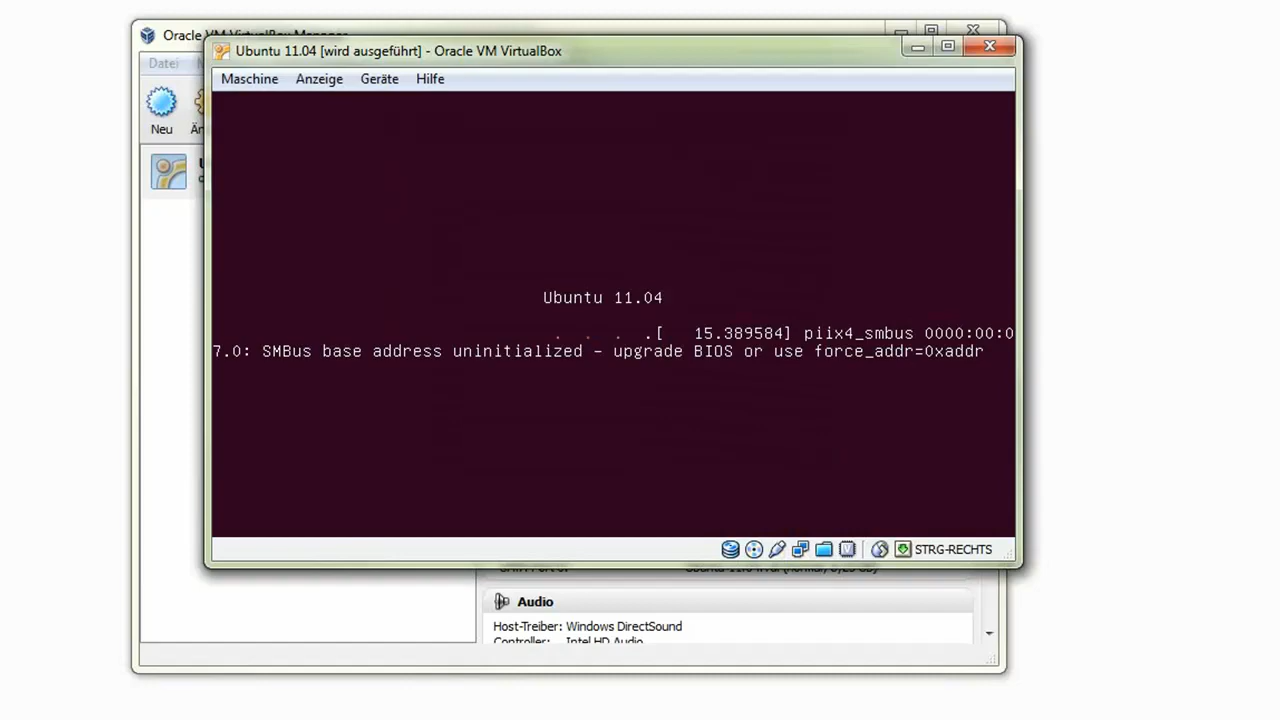 Oracle VM VirtualBox Manager
Ubuntu 11.04 [wird ausgeführt] - Oracle VM VirtualBox
Datei
Maschine Anzeige Geräte Hilfe
Neu Än
Ubuntu 11.04
. . . .[ 15.389584] piix4_smbus 0000:00:0
7.0: SMBus base address uninitialized - upgrade BIOS or use force_addr=0xaddr
STRG-RECHTS
Audio
Host-Treiber: Windows DirectSound
Controller: Intel HD Audio